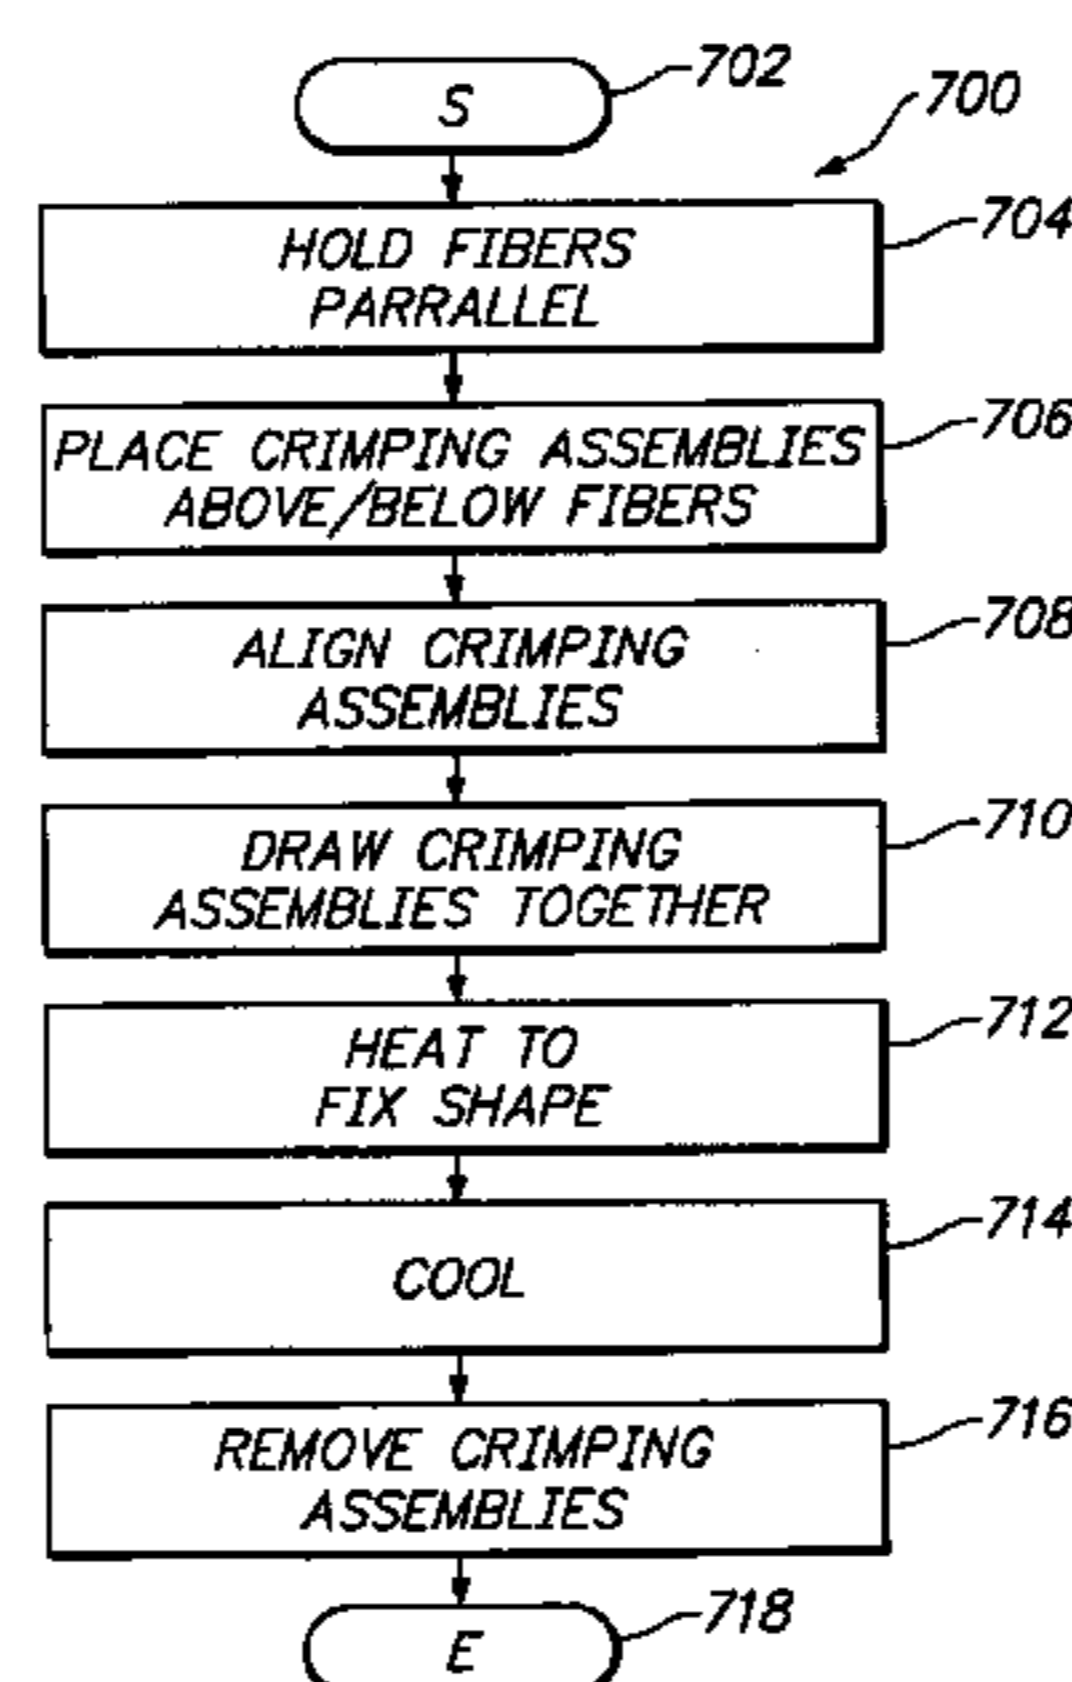 S
702
700
HOLD FIBERS
PARRALLEL
704
PLACE CRIMPING ASSEMBLIES
ABOVE/BELOW FIBERS
706
ALIGN CRIMPING
ASSEMBLIES
708
DRAW CRIMPING
ASSEMBLIES TOGETHER
710
HEAT TO
FIX SHAPE
712
COOL
714
REMOVE CRIMPING
ASSEMBLIES
716
E
718